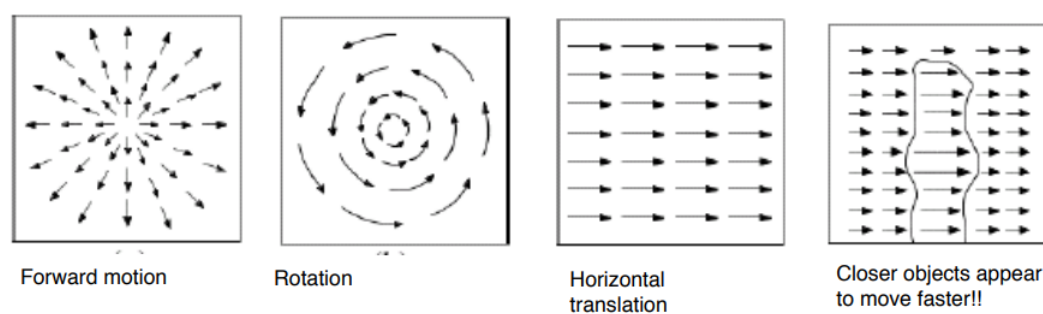 Forward motion
Rotation
Horizontal
translation
Closer objects appear
to move faster!!